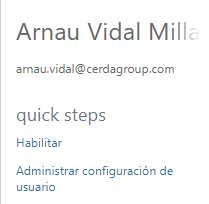 Arnau Vidal Milla
arnau.vidal@cerdagroup.com
quick steps
Habilitar
Administrar configuración de
usuario